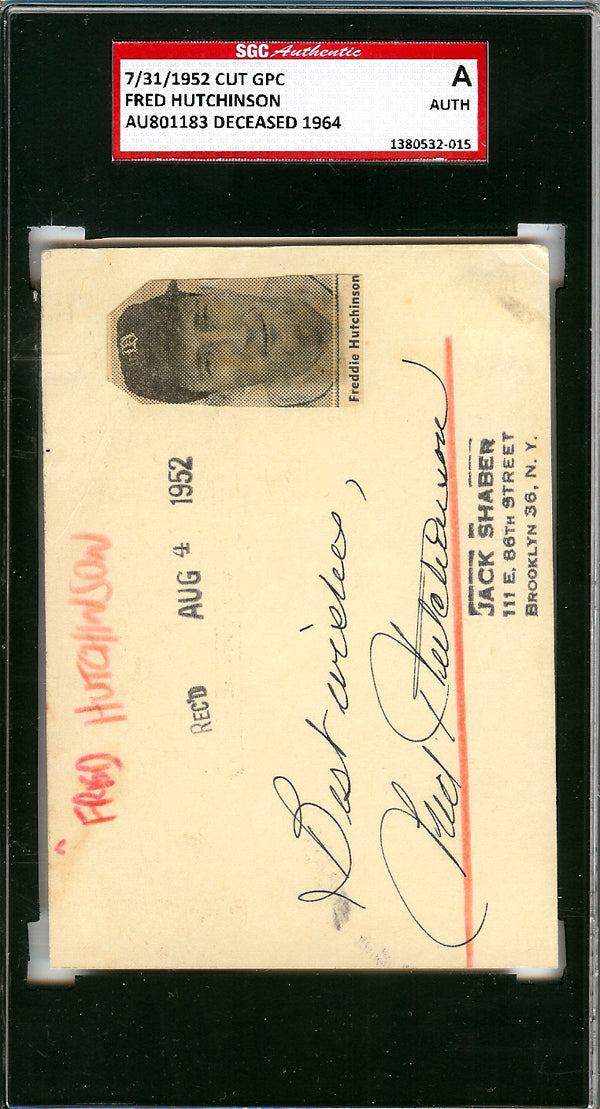 SGC Authentic
7/31/1952 CUT GPC
FRED HUTCHINSON
AU801183 DECEASED 1964
A
AUTH
1380532-015
FRED HUTCHINSON
REC'D AUG 4 1952
Freddie Hutchinson
Best wishes,
Fred Hutchinson
JACK SHABER
111 E. 86TH STREET
BROOKLYN 36, N. Y.